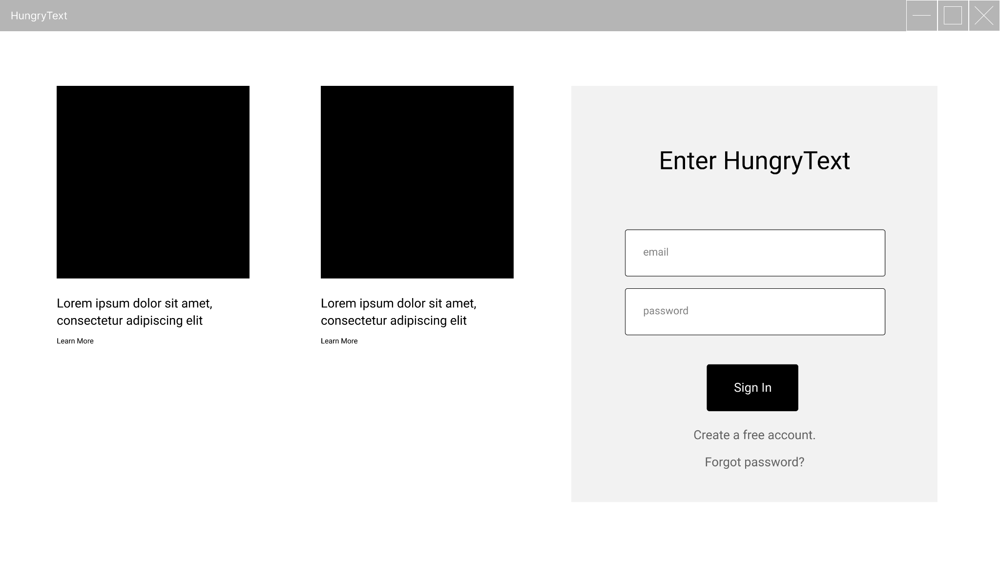 HungryText
Lorem ipsum dolor sit amet,
consectetur adipiscing elit
Learn More
Lorem ipsum dolor sit amet,
consectetur adipiscing elit
Learn More
Enter HungryText
email
password
Sign In
Create a free account.
Forgot password?